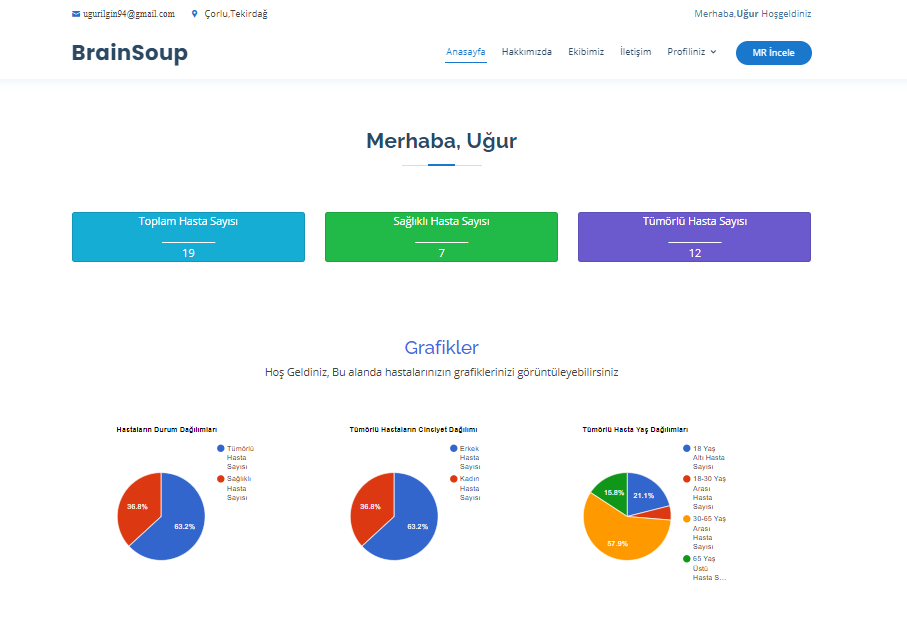 ugurilgin94@gmail.com Çorlu,Tekirdağ Merhaba,Uğur Hoşgeldiniz
BrainSoup Anasayfa Hakkımızda Ekibimiz İletişim Profiliniz MR İncele
Merhaba, Uğur
Toplam Hasta Sayısı
19
Sağlıklı Hasta Sayısı
7
Tümörlü Hasta Sayısı
12
Grafikler
Hoş Geldiniz, Bu alanda hastalarınızın grafiklerinizi görüntüleyebilirsiniz
Hastaların Durum Dağılımları
Tümörlü
Hasta
Sayısı
Sağlıklı
Hasta
Sayısı
36.8%
63.2%
Tümörlü Hastaların Cinsiyet Dağılımı
Erkek
Hasta
Sayısı
Kadın
Hasta
Sayısı
36.8%
63.2%
Tümörlü Hasta Yaş Dağılımları
18 Yaş
Altı Hasta
Sayısı
18-30 Yaş
Arası
Hasta
Sayısı
30-65 Yaş
Arası
Hasta
Sayısı
65 Yaş
Üstü
Hasta S...
15.8%
21.1%
57.9%